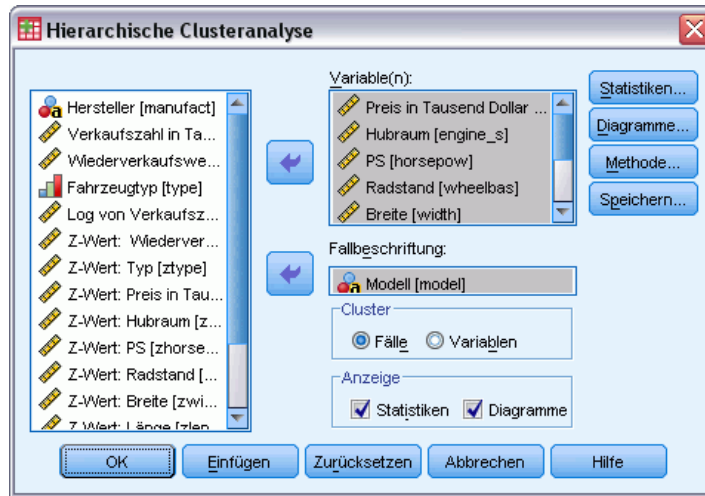 Hierarchische Clusteranalyse
Hersteller [manufact]
Verkaufszahl in Ta...
Wiederverkaufswe...
Fahrzeugtyp [type]
Log von Verkaufsz...
Z-Wert: Wiederver...
Z-Wert: Typ [ztype]
Z-Wert: Preis in Tau...
Z-Wert: Hubraum [z...
Z-Wert: PS [zhorse...
Z-Wert: Radstand [...
Z-Wert: Breite [zwi...
Z-Wert: Länge [zlen...
Variable(n):
Preis in Tausend Dollar ...
Hubraum [engine_s]
PS [horsepow]
Radstand [wheelbas]
Breite [width]
Fallbeschriftung:
Modell [model]
Cluster
Fälle Variablen
Anzeige
Statistiken Diagramme
Statistiken...
Diagramme...
Methode...
Speichern...
OK Einfügen Zurücksetzen Abbrechen Hilfe